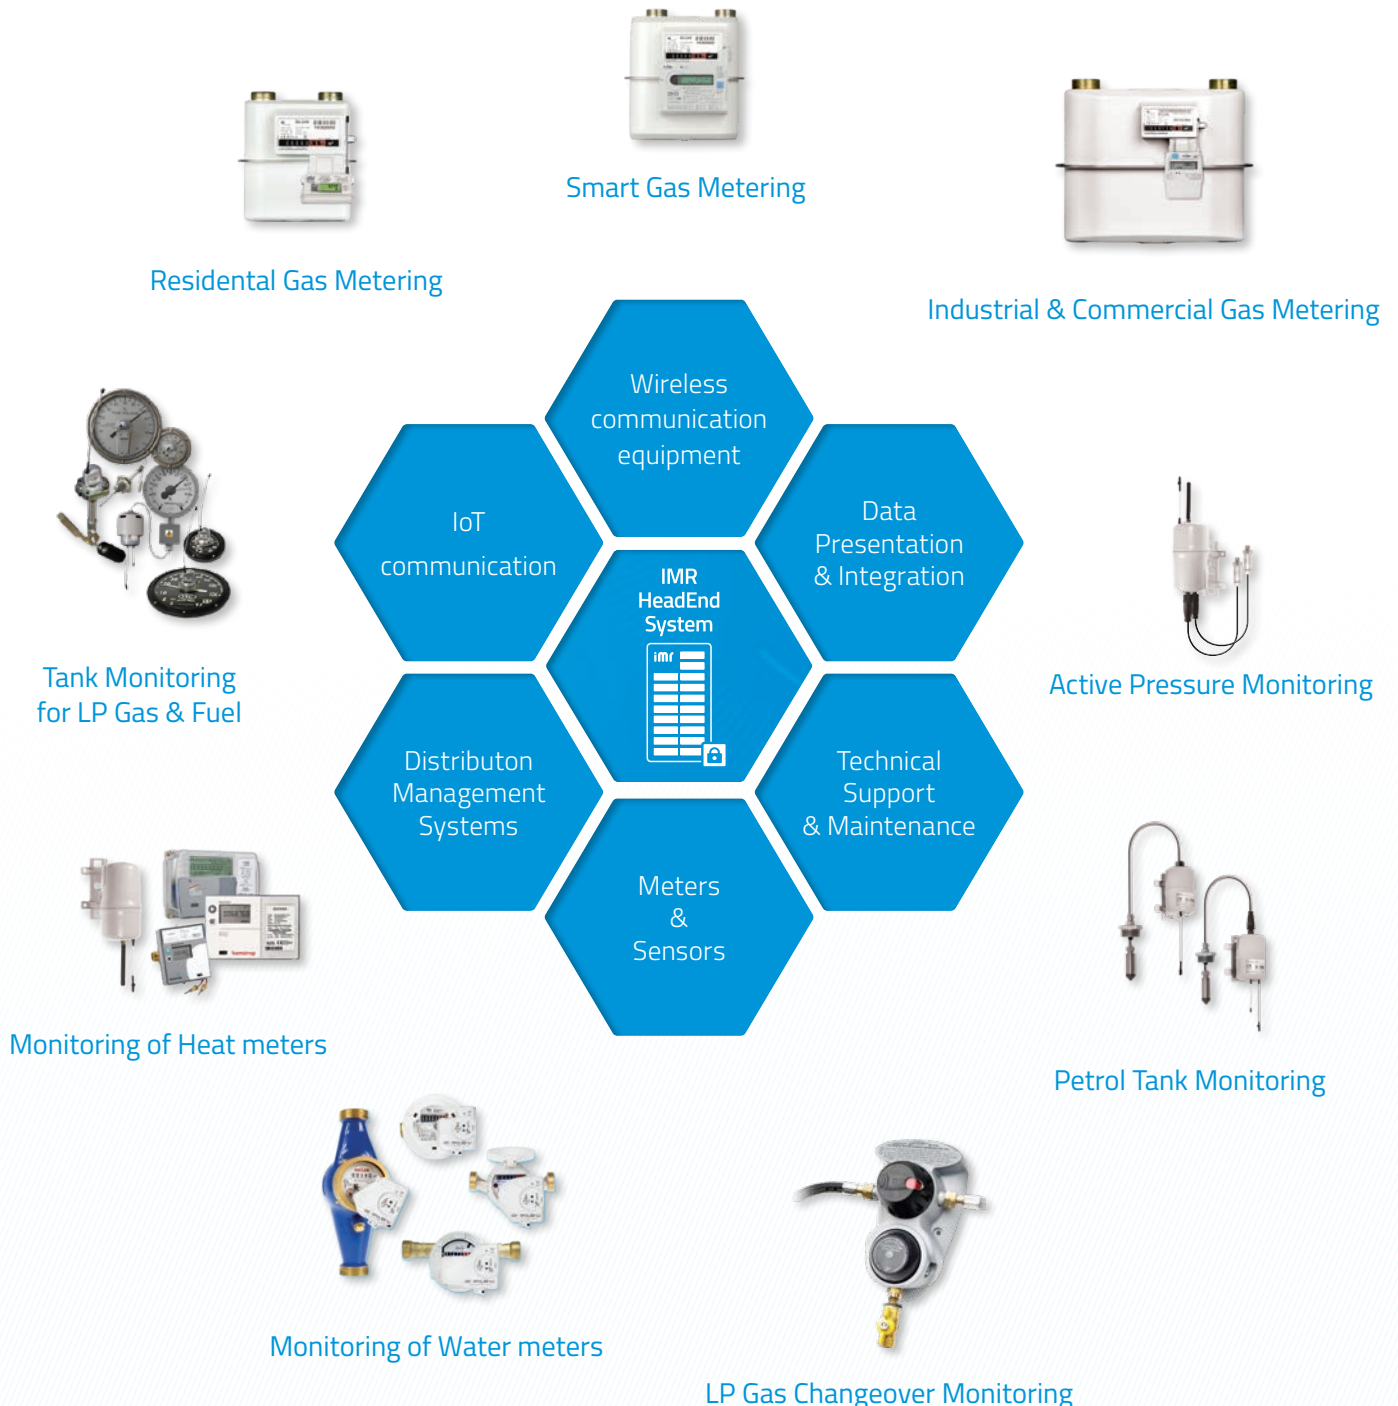 Smart Gas Metering
Residental Gas Metering
Industrial & Commercial Gas Metering
Wireless
communication
equipment
IoT
communication
Data
Presentation
& Integration
IMR
HeadEnd
System
imr
Tank Monitoring
for LP Gas & Fuel
Active Pressure Monitoring
Distributon
Management
Systems
Technical
Support
& Maintenance
Meters
&
Sensors
Monitoring of Heat meters
Petrol Tank Monitoring
Monitoring of Water meters
LP Gas Changeover Monitoring